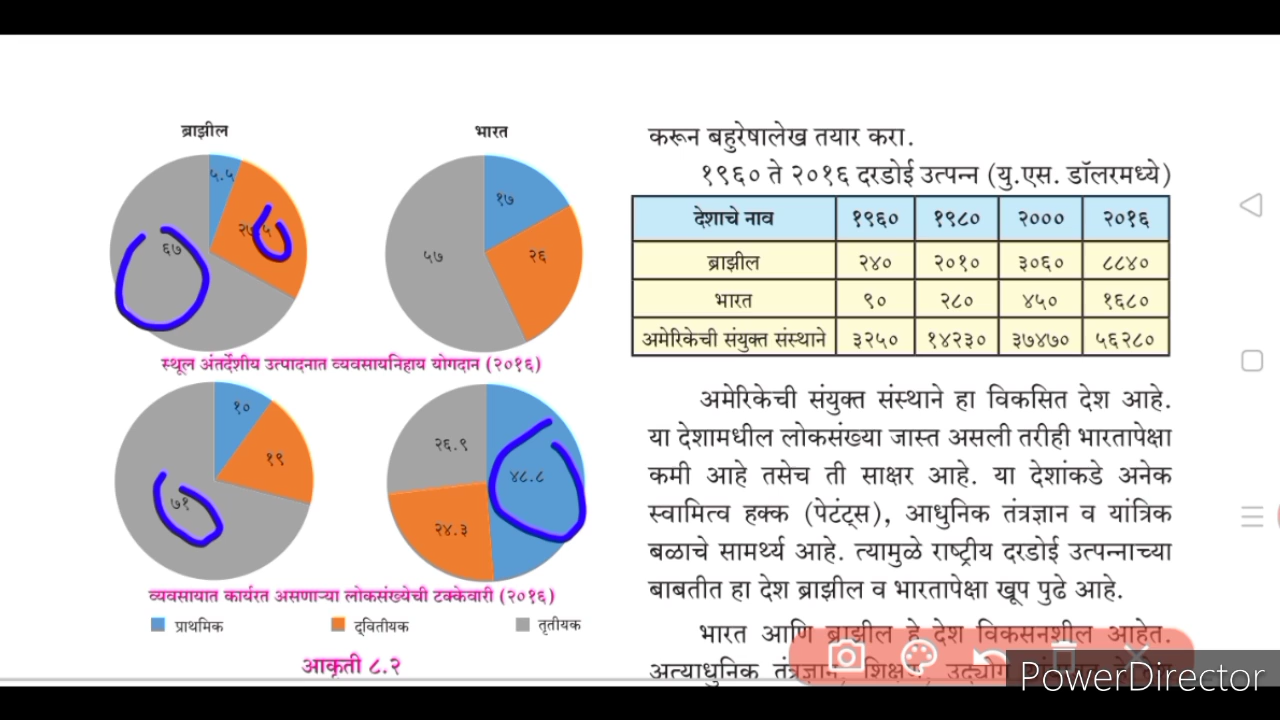 ब्राझील
भारत
५.५
६७
१७
५७
२६
स्थूल अंतर्देशीय उत्पादनात व्यवसायनिहाय योगदान (२०१६)
१०
१९
७१
२६.९
४८.८
२४.३
व्यवसायात कार्यरत असणाऱ्या लोकसंख्येची टक्केवारी (२०१६)
प्राथमिक द्वितीयक तृतीयक
आकृती ८.२
करून बहुरेषालेख तयार करा.
१९६० ते २०१६ दरडोई उत्पन्न (यु.एस. डॉलरमध्ये)
देशाचे नाव १९६० १९८० २००० २०१६
ब्राझील २४० २०१० ३०६० ८८४०
भारत ९० २८० ४५० १६८०
अमेरिकेची संयुक्त संस्थाने ३२५० १४२३० ३७४७० ५६२८०
अमेरिकेची संयुक्त संस्थाने हा विकसित देश आहे.
या देशामधील लोकसंख्या जास्त असली तरीही भारतापेक्षा
कमी आहे तसेच ती साक्षर आहे. या देशांकडे अनेक
स्वामित्व हक्क (पेटंट्स), आधुनिक तंत्रज्ञान व यांत्रिक
बळाचे सामर्थ्य आहे. त्यामुळे राष्ट्रीय दरडोई उत्पन्नाच्या
बाबतीत हा देश ब्राझील व भारतापेक्षा खूप पुढे आहे.
भारत आणि ब्राझील हे देश विकसनशील आहेत.
अत्याधुनिक तंत्रज्ञान, शिक्षण, उद्योग
PowerDirector